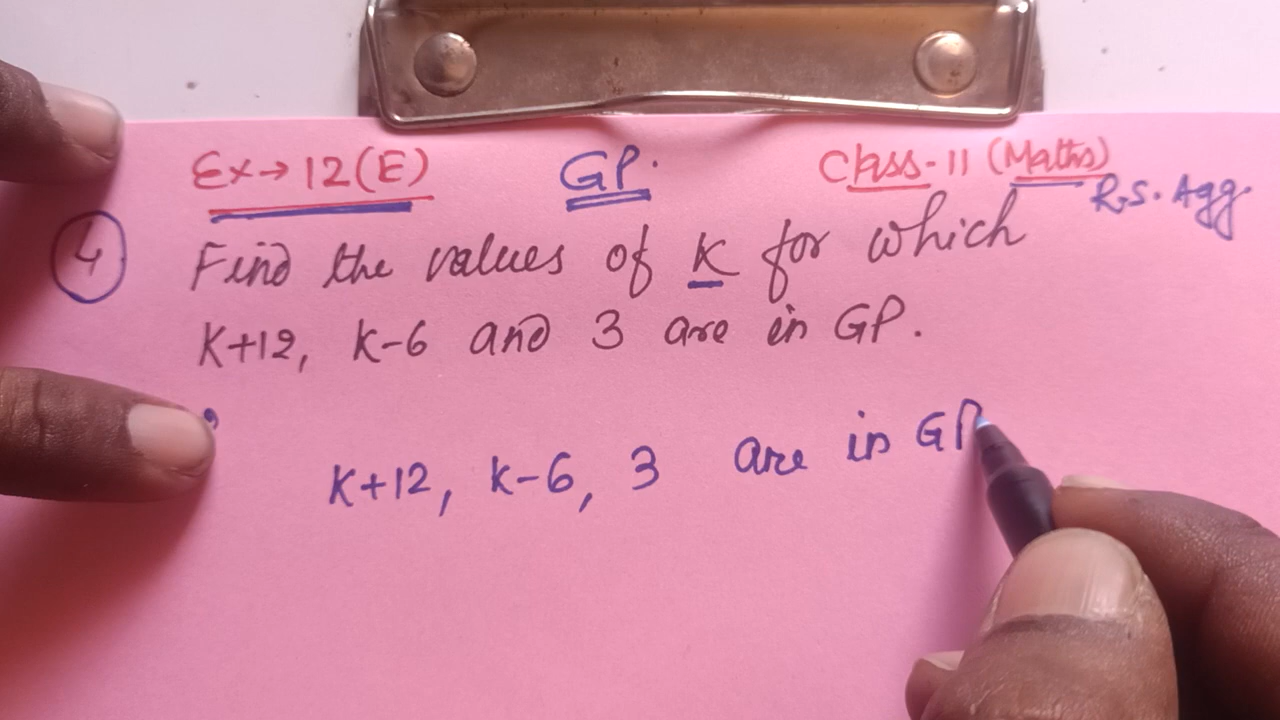 Ex→12(E) GP. Class-11 (Maths)
R.S. Agg.
4 Find the values of K for which
K+12, K-6 and 3 are in GP.
K+12, K-6, 3 are in GP